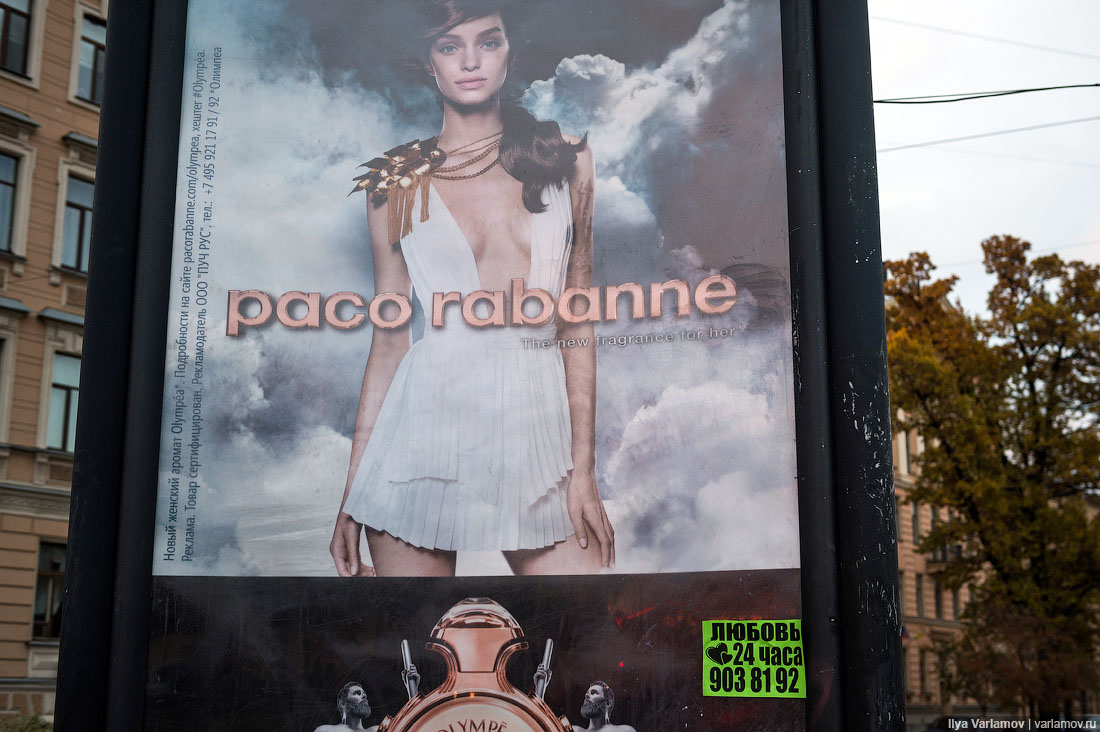 Новый женский аромат Olympéa*. Подробности на сайте pacorabanne.com/olympea, хештег #Olympéa.
Реклама. Товар сертифицирован. Рекламодатель ООО "ПУЧ РУС", тел.: +7 495 921 17 91 / 92 *Олимпеа
paco rabanne
The new fragrance for her
OLYMPÉ
ЛЮБОВЬ
24 часа
903 81 92
Ilya Varlamov | varlamov.ru